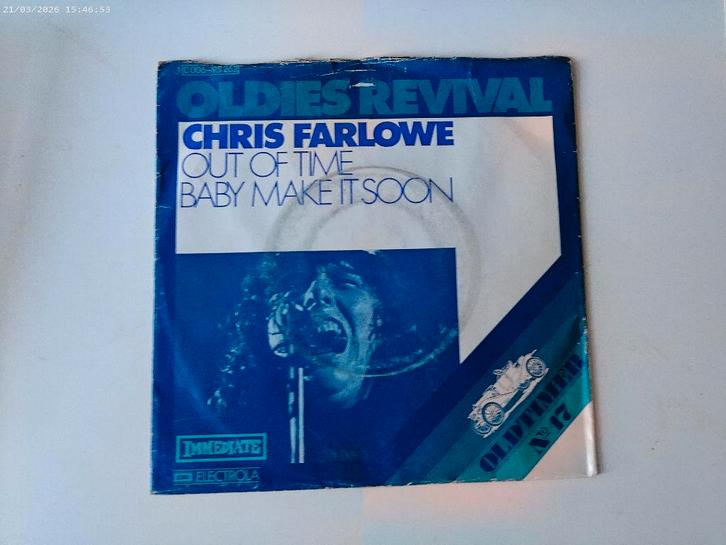 21/03/2026 15:46:53
OLDIES REVIVAL
CHRIS FARLOWE
OUT OF TIME
BABY MAKE IT SOON
OLDTIMER
Nº 17
IMMEDIATE
EMI ELECTROLA